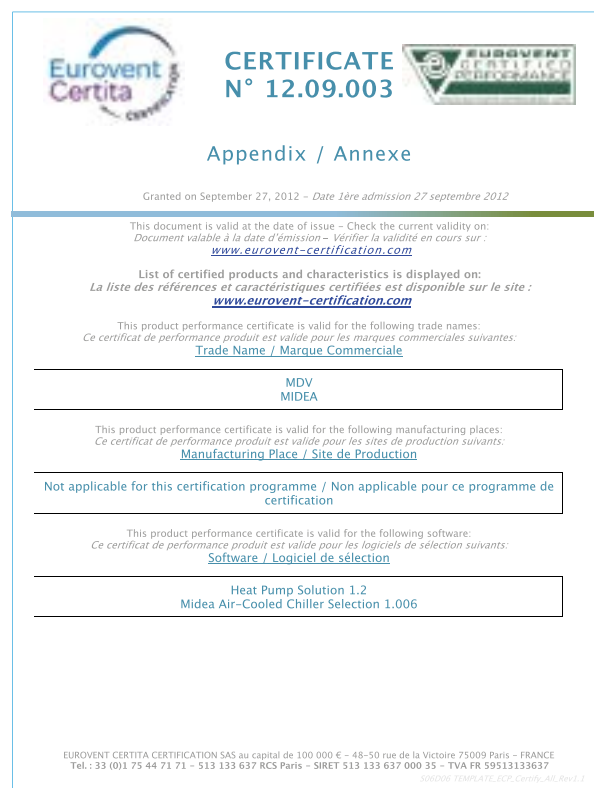 Eurovent
Certita
CERTIFICATION
CERTIFICATE
N° 12.09.003
EUROVENT
CERTIFIED
PERFORMANCE
Appendix / Annexe
Granted on September 27, 2012 – Date 1ère admission 27 septembre 2012
This document is valid at the date of issue – Check the current validity on:
Document valable à la date d'émission – Vérifier la validité en cours sur :
www.eurovent-certification.com
List of certified products and characteristics is displayed on:
La liste des références et caractéristiques certifiées est disponible sur le site :
www.eurovent-certification.com
This product performance certificate is valid for the following trade names:
Ce certificat de performance produit est valide pour les marques commerciales suivantes:
Trade Name / Marque Commerciale
MDV
MIDEA
This product performance certificate is valid for the following manufacturing places:
Ce certificat de performance produit est valide pour les sites de production suivants:
Manufacturing Place / Site de Production
Not applicable for this certification programme / Non applicable pour ce programme de
certification
This product performance certificate is valid for the following software:
Ce certificat de performance produit est valide pour les logiciels de sélection suivants:
Software / Logiciel de sélection
Heat Pump Solution 1.2
Midea Air-Cooled Chiller Selection 1.006
EUROVENT CERTITA CERTIFICATION SAS au capital de 100 000 € – 48-50 rue de la Victoire 75009 Paris – FRANCE
Tel. : 33 (0)1 75 44 71 71 – 513 133 637 RCS Paris – SIRET 513 133 637 000 35 – TVA FR 59513133637
S06006 TEMPLATE_ECP_Certify_All_Rev.1.1